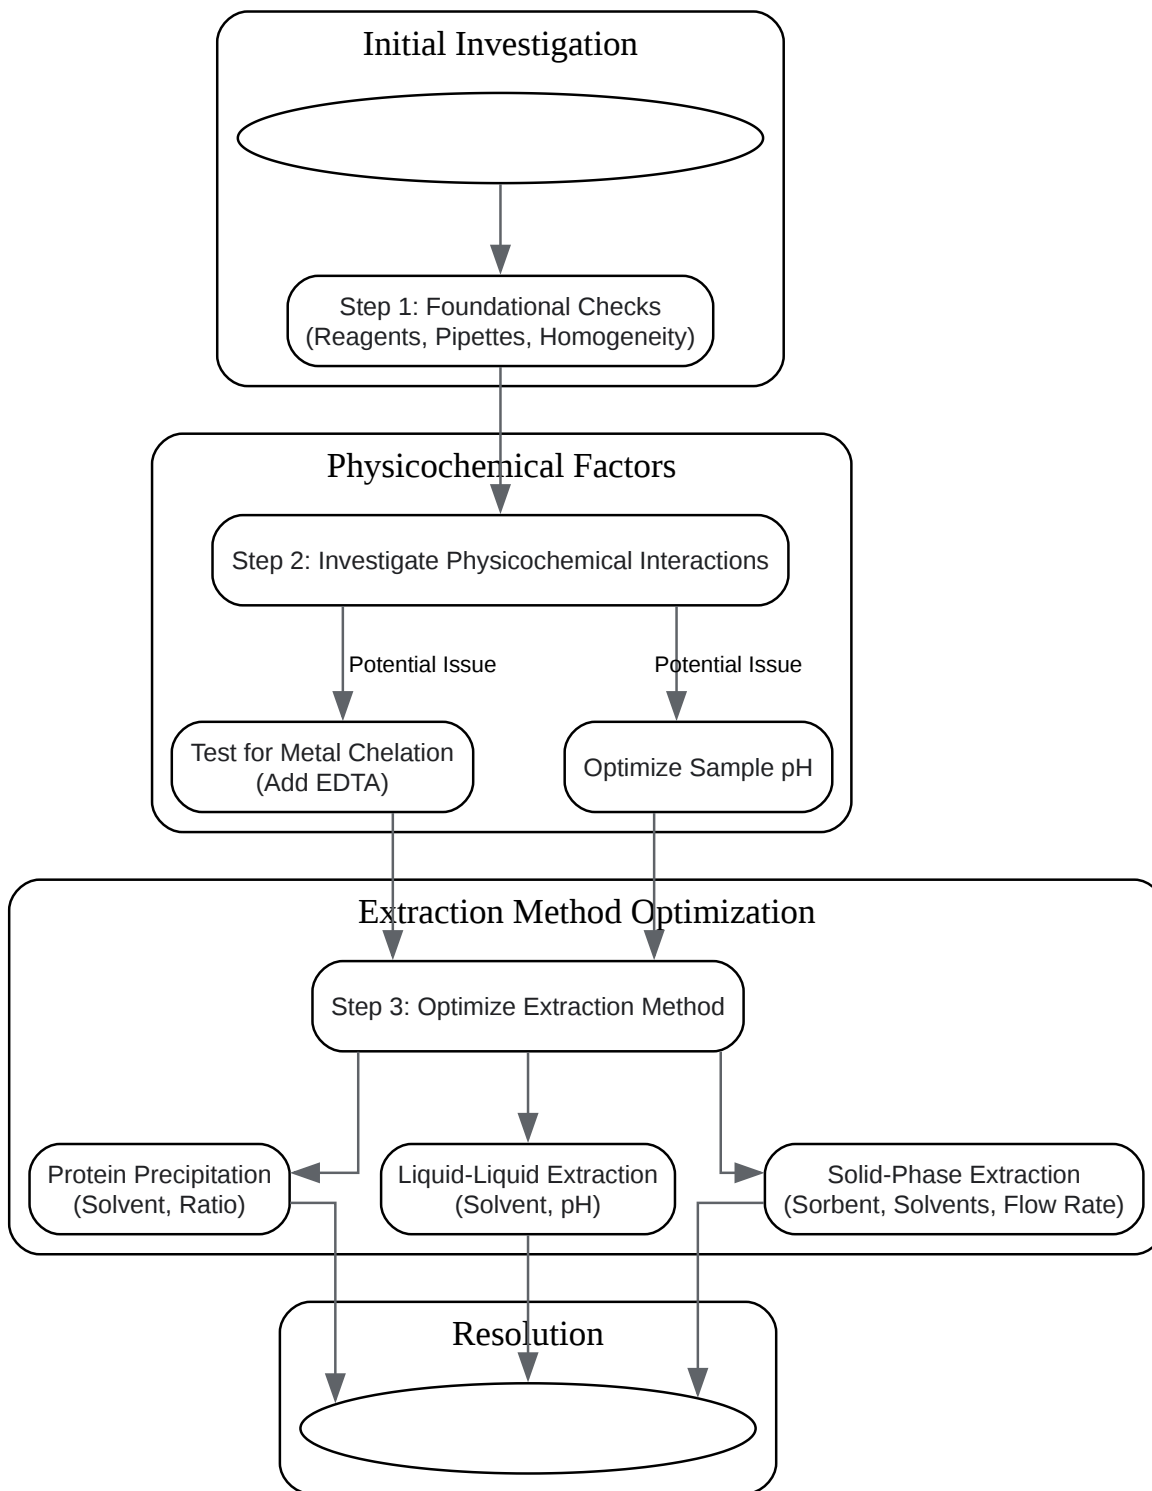 Initial Investigation
Step 1: Foundational Checks
(Reagents, Pipettes, Homogeneity)
Physicochemical Factors
Step 2: Investigate Physicochemical Interactions
Potential Issue
Potential Issue
Test for Metal Chelation
(Add EDTA)
Optimize Sample pH
Extraction Method Optimization
Step 3: Optimize Extraction Method
Protein Precipitation
(Solvent, Ratio)
Liquid-Liquid Extraction
(Solvent, pH)
Solid-Phase Extraction
(Sorbent, Solvents, Flow Rate)
Resolution